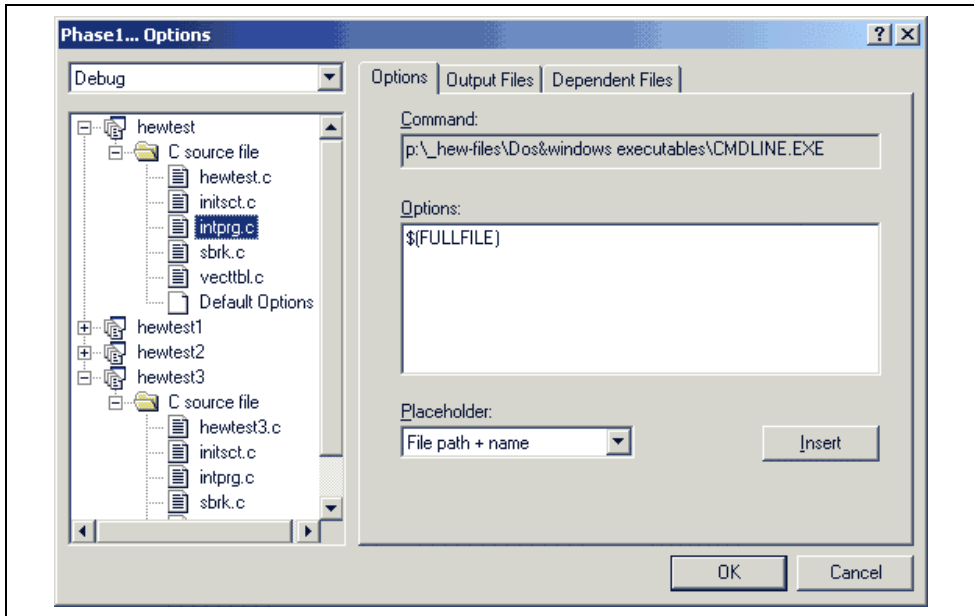 Phase1... Options
Debug
hewtest
C source file
hewtest.c
initsct.c
intprg.c
sbrk.c
vecttbl.c
Default Options
hewtest1
hewtest2
hewtest3
C source file
hewtest3.c
initsct.c
intprg.c
sbrk.c
Options
Output Files
Dependent Files
Command:
p:\_hew-files\Dos&windows executables\CMDLINE.EXE
Options:
$(FULLFILE)
Placeholder:
File path + name
Insert
OK
Cancel